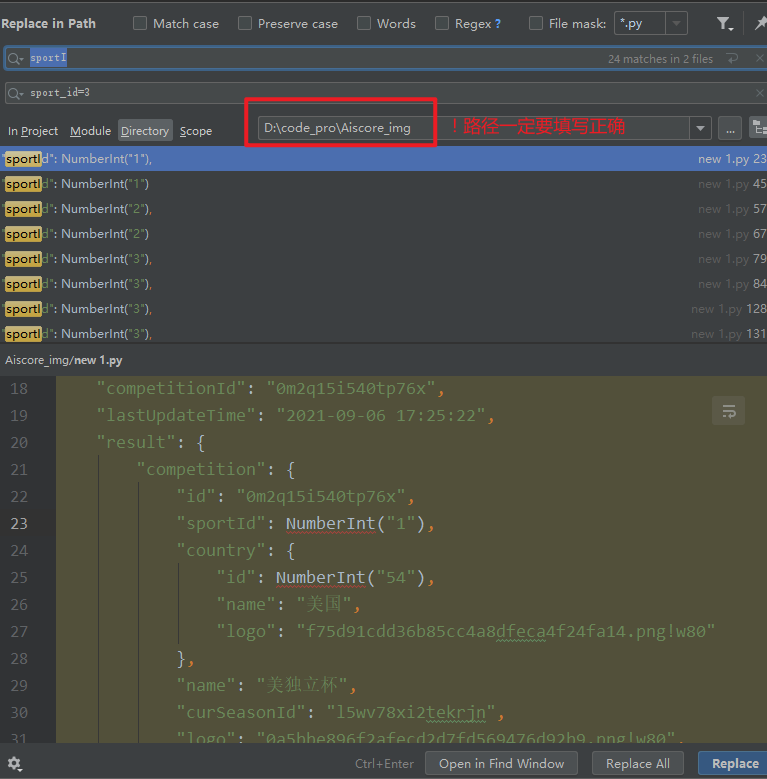 Replace in Path Match case Preserve case Words Regex ? File mask: *.py
sportI 24 matches in 2 files
sport_id=3
In Project Module Directory Scope D:\code_pro\Aiscore_img ！路径一定要填写正确 ...
"sportId": NumberInt("1"), new 1.py 23
"sportId": NumberInt("1") new 1.py 45
"sportId": NumberInt("2"), new 1.py 57
"sportId": NumberInt("2") new 1.py 67
"sportId": NumberInt("3"), new 1.py 79
"sportId": NumberInt("3"), new 1.py 84
"sportId": NumberInt("3"), new 1.py 128
"sportId": NumberInt("3"), new 1.py 131
Aiscore_img/new 1.py
18 "competitionId": "0m2q15i540tp76x",
19 "lastUpdateTime": "2021-09-06 17:25:22",
20 "result": {
21 "competition": {
22 "id": "0m2q15i540tp76x",
23 "sportId": NumberInt("1"),
24 "country": {
25 "id": NumberInt("54"),
26 "name": "美国",
27 "logo": "f75d91cdd36b85cc4a8dfeca4f24fa14.png!w80"
28 },
29 "name": "美独立杯",
30 "curSeasonId": "l5wv78xi2tekrjn",
31 "logo": "0a5bbe896f2afecd2d7fd569476d92b9.png!w80",
Ctrl+Enter Open in Find Window Replace All Replace